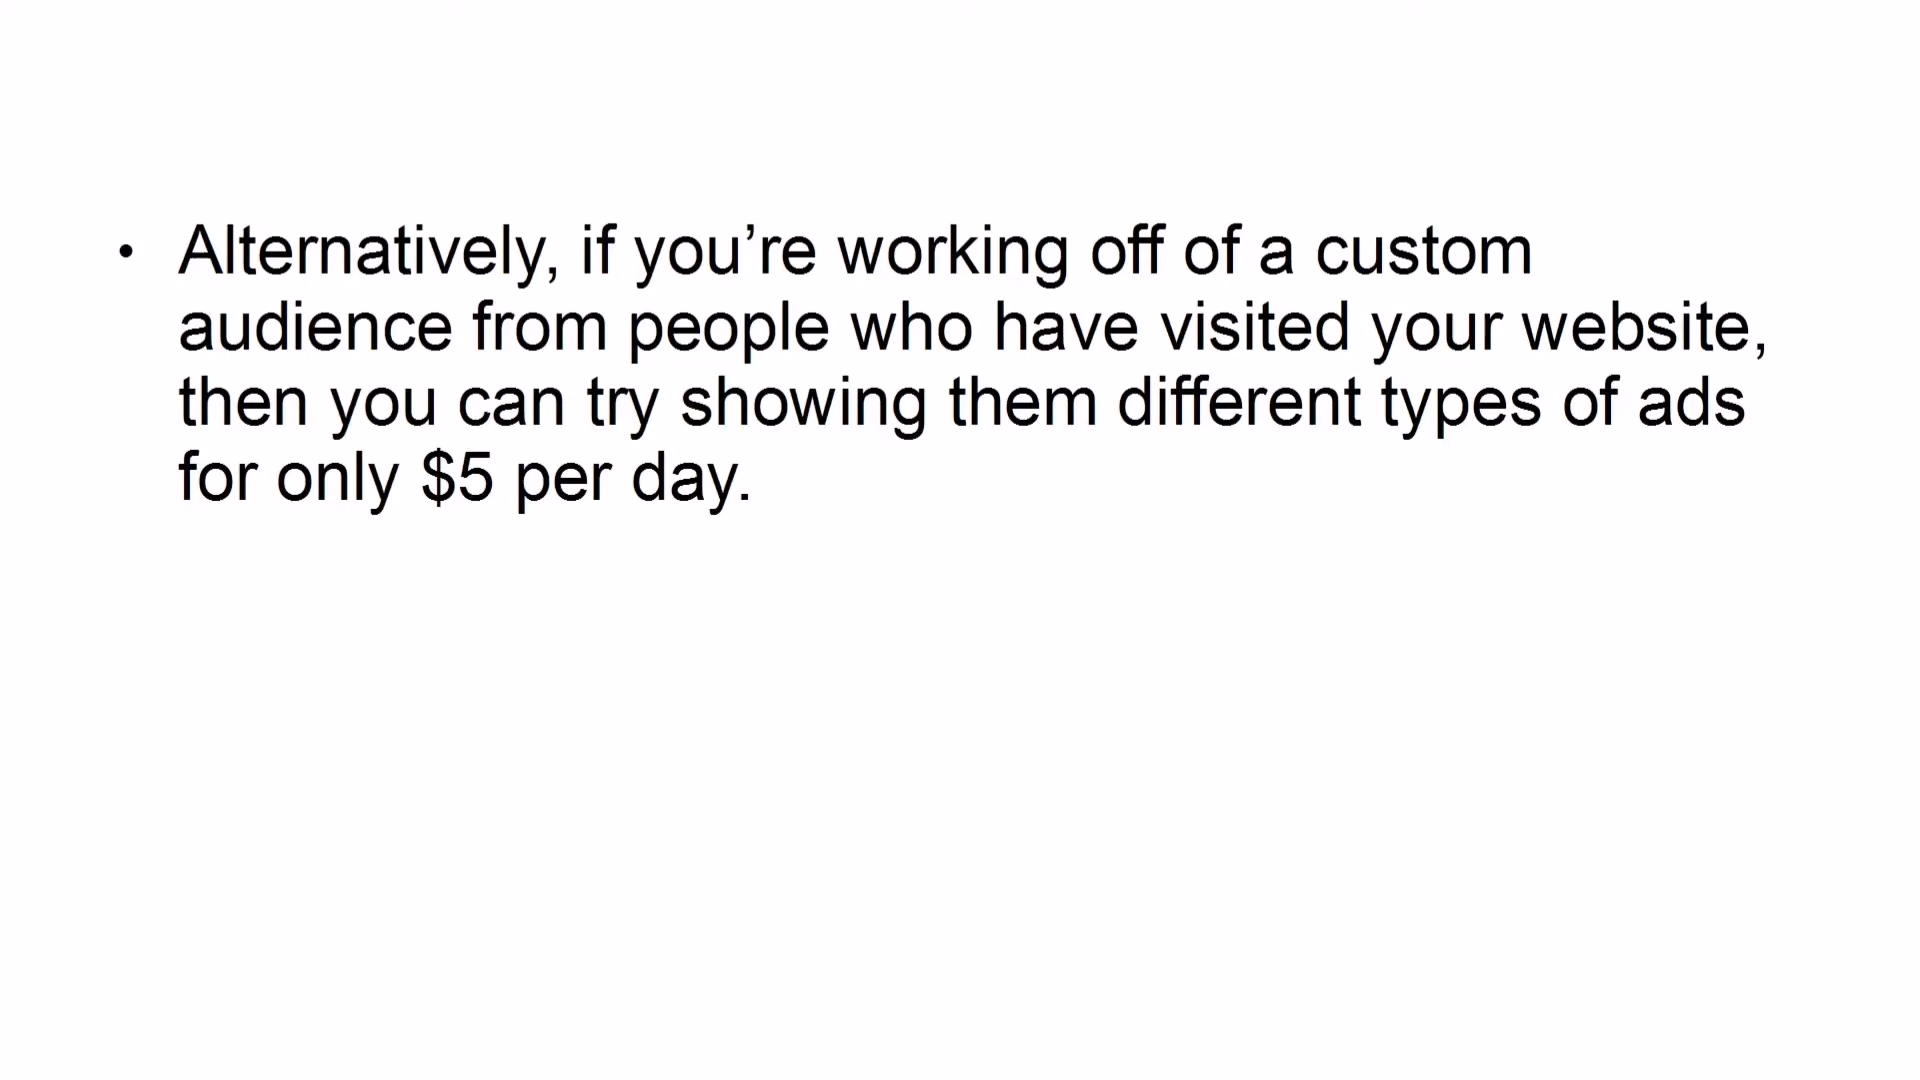 • Alternatively, if you’re working off of a custom
audience from people who have visited your website,
then you can try showing them different types of ads
for only $5 per day.